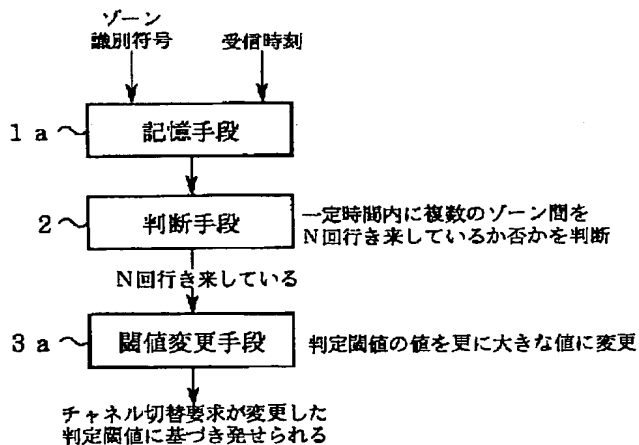 ゾーン
識別符号
受信時刻
1a
記憶手段
2
判断手段
一定時間内に複数のゾーン間を
N回行き来しているか否かを判断
N回行き来している
3a
閾値変更手段
判定閾値の値を更に大きな値に変更
チャネル切替要求が変更した
判定閾値に基づき発せられる